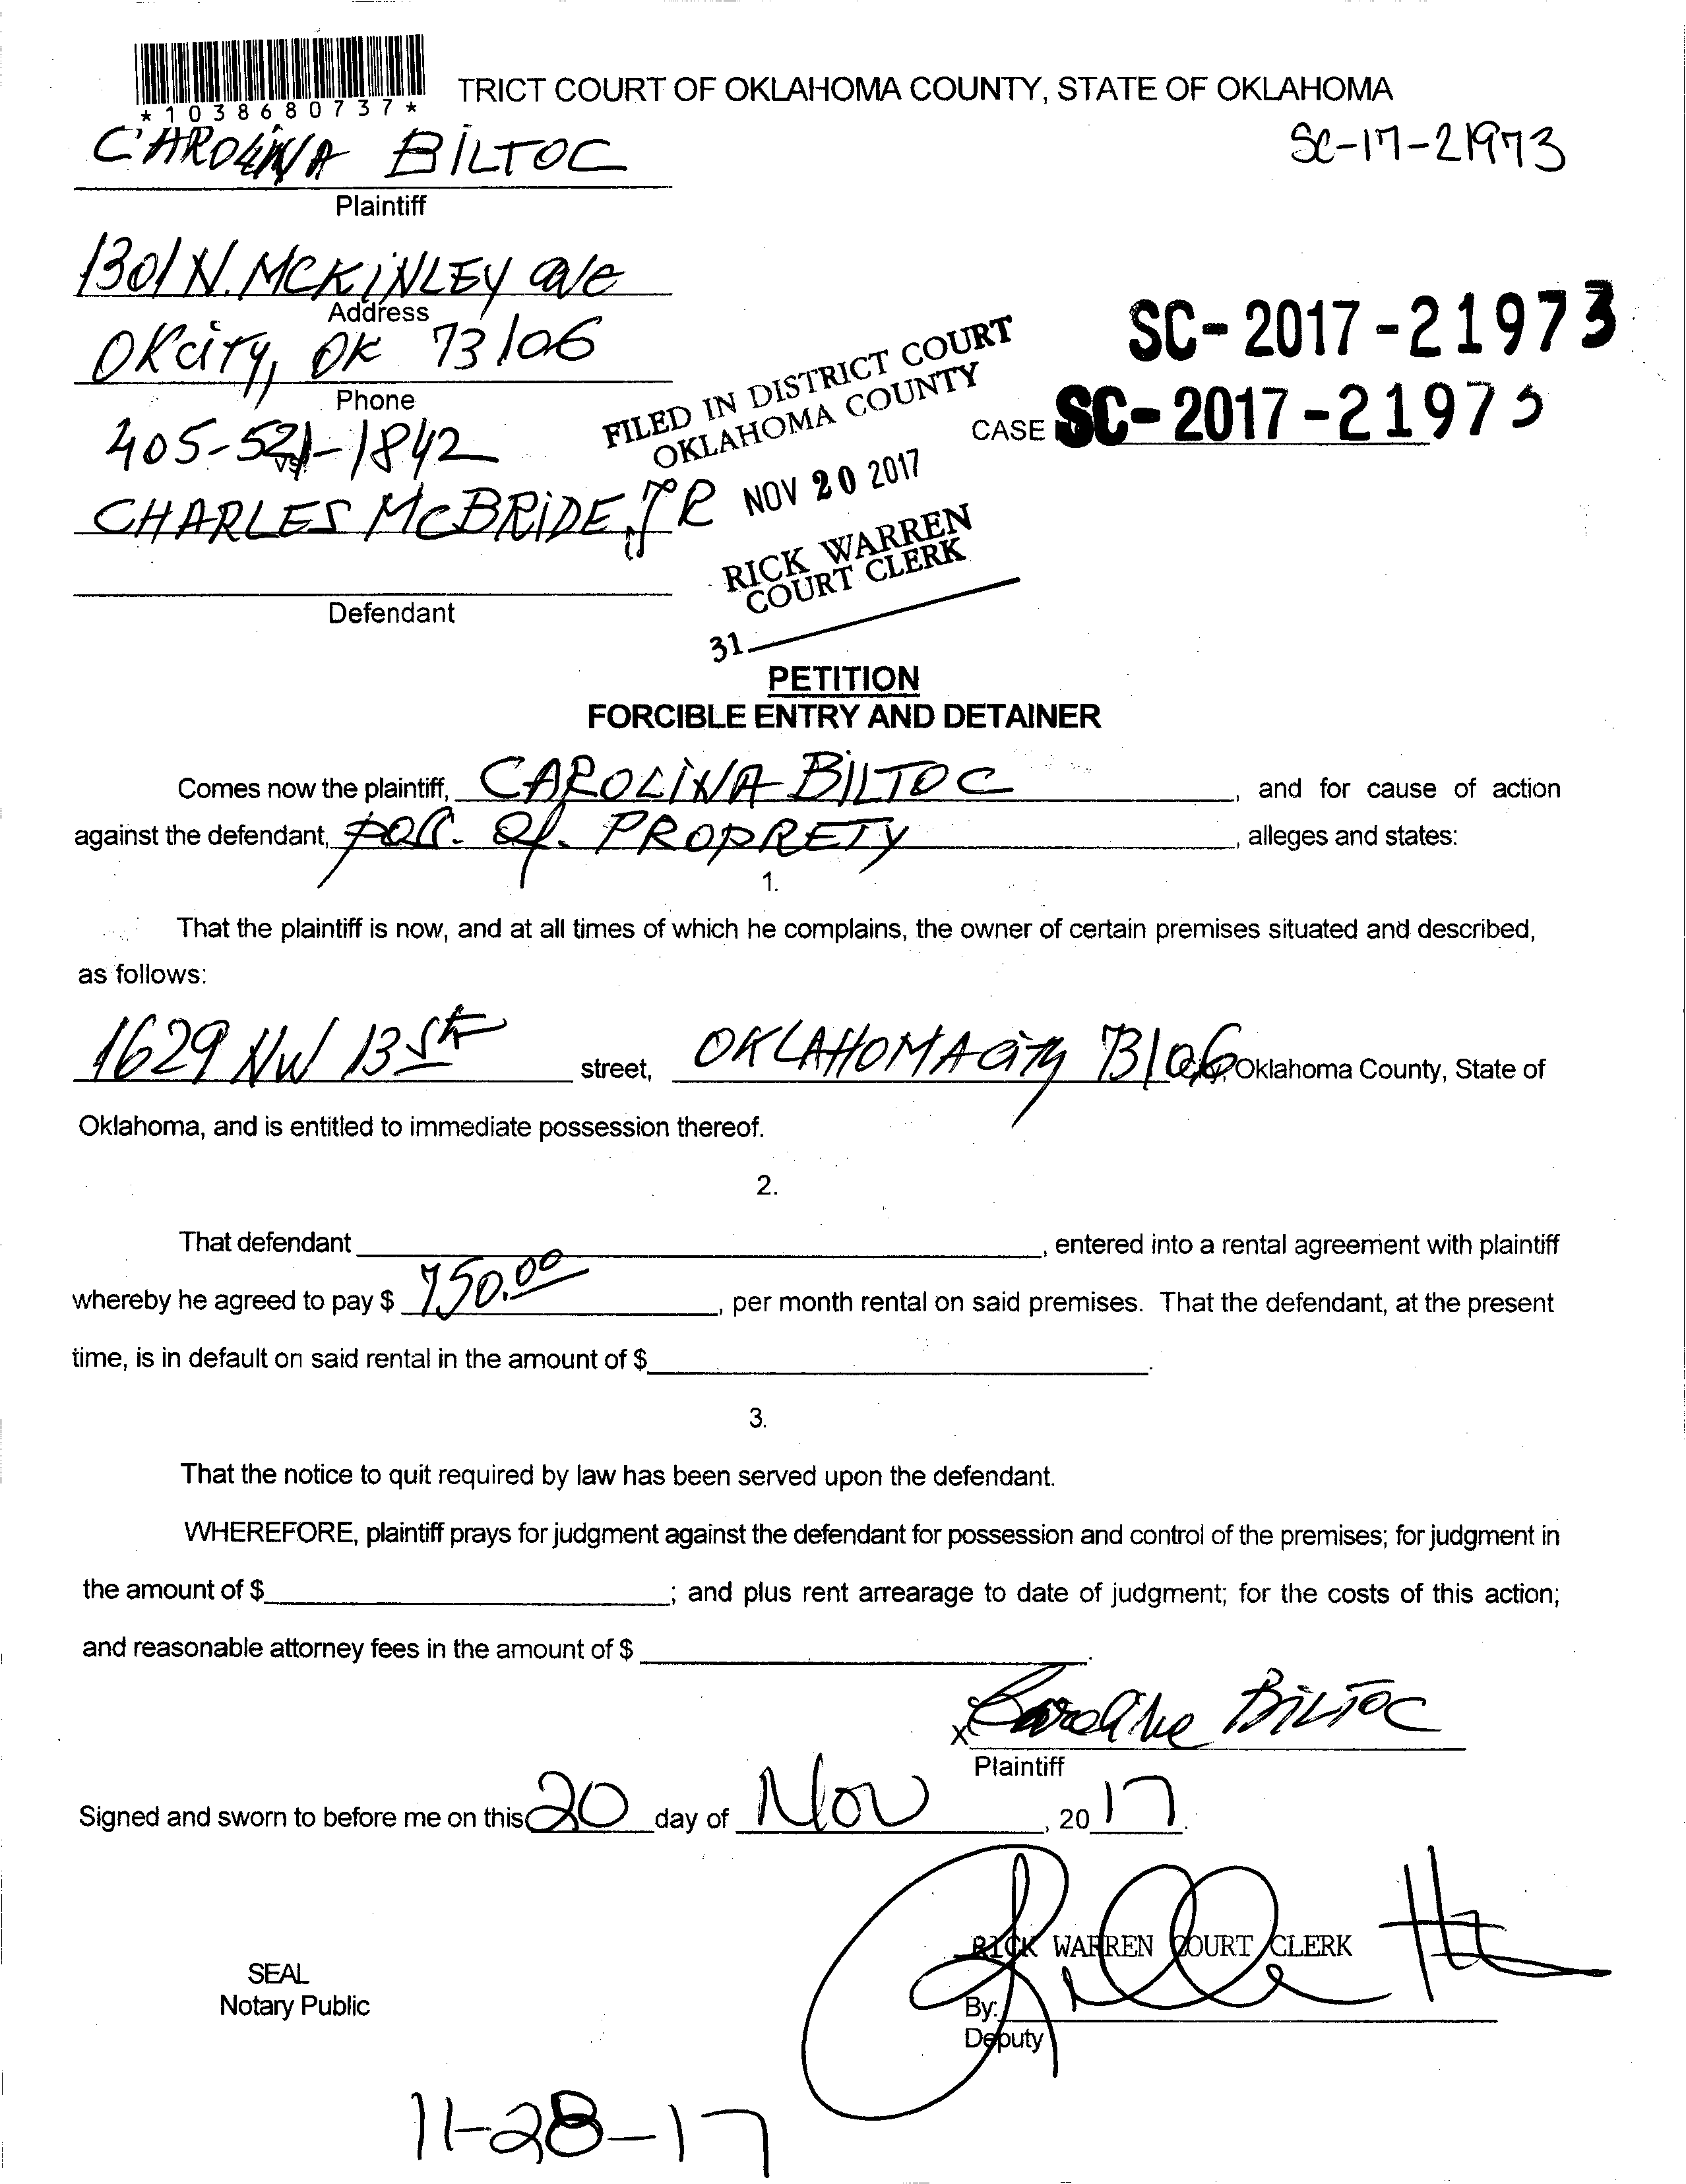 TRICT COURT OF OKLAHOMA COUNTY, STATE OF OKLAHOMA
*1038680737*
CAROLINA BILTOC
SC-17-21973
Plaintiff
1301 N. MCKINLEY ave
Address
OKCITY, OK 73106
Phone
405-521-1842
vs.
CHARLES MCBRIDE, JR
Defendant
SC-2017-21973
CASE SC-2017-21973
FILED IN DISTRICT COURT
OKLAHOMA COUNTY
NOV 20 2017
RICK WARREN
COURT CLERK
31
PETITION
FORCIBLE ENTRY AND DETAINER
Comes now the plaintiff, CAROLINA BILTOC, and for cause of action
against the defendant, poss. of. PROPRETY, alleges and states:
1.
That the plaintiff is now, and at all times of which he complains, the owner of certain premises situated and described,
as follows:
1629 NW 13 St street, OKLAHOMA City 73106 City, Oklahoma County, State of
Oklahoma, and is entitled to immediate possession thereof.
2.
That defendant, entered into a rental agreement with plaintiff
whereby he agreed to pay $ 750.00, per month rental on said premises. That the defendant, at the present
time, is in default on said rental in the amount of $.
3.
That the notice to quit required by law has been served upon the defendant.
WHEREFORE, plaintiff prays for judgment against the defendant for possession and control of the premises; for judgment in
the amount of $; and plus rent arrearage to date of judgment; for the costs of this action;
and reasonable attorney fees in the amount of $.
x Caroline BILTOC
Plaintiff
Signed and sworn to before me on this 20 day of Nov, 2017.
RICK WARREN COURT CLERK
SEAL
Notary Public
By:
Deputy
11-28-17